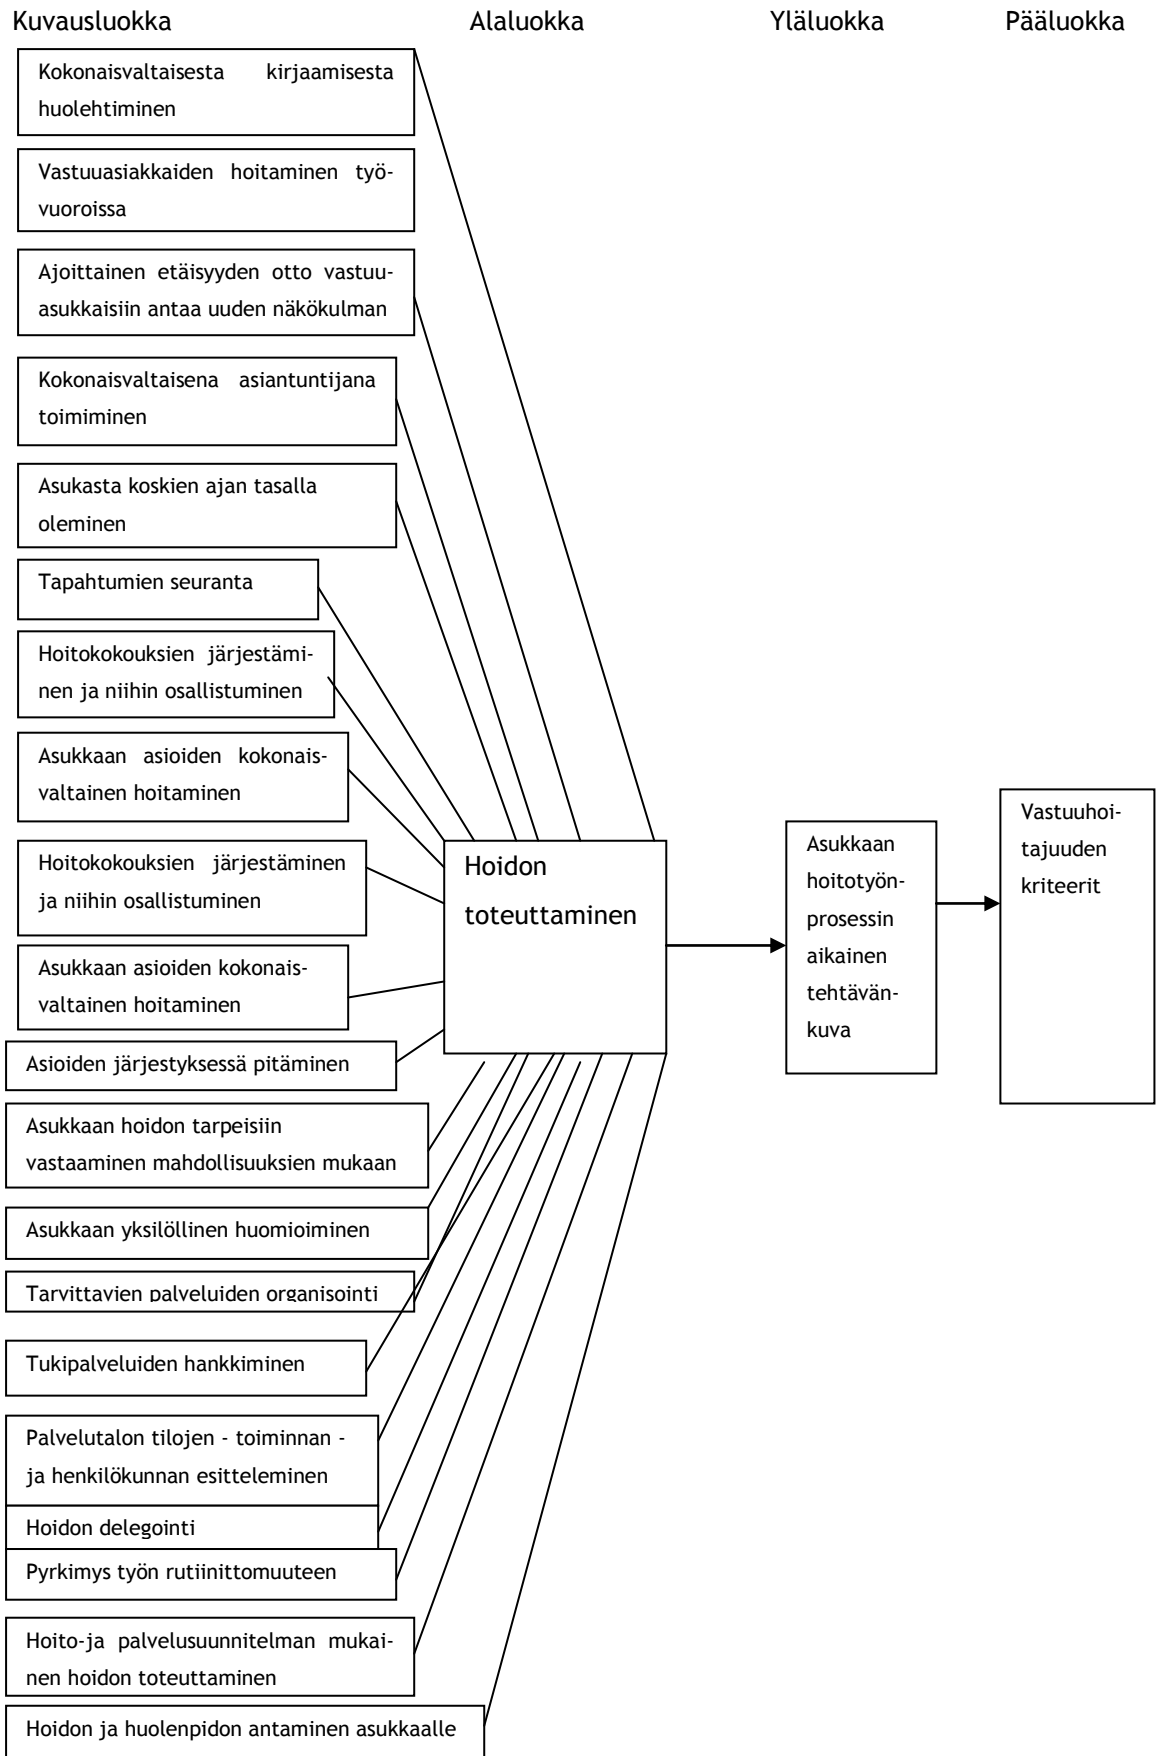 Kuvausluokka Alaluokka Yläluokka Pääluokka
Kokonaisvaltaisesta kirjaamisesta
huolehtiminen
Vastuuasiakkaiden hoitaminen työ-
vuoroissa
Ajoittainen etäisyyden otto vastuu-
asukkaisiin antaa uuden näkökulman
Kokonaisvaltaisena asiantuntijana
toimiminen
Asukasta koskien ajan tasalla
oleminen
Tapahtumien seuranta
Hoitokokouksien järjestämi-
nen ja niihin osallistuminen
Asukkaan asioiden kokonais-
valtainen hoitaminen
Hoitokokouksien järjestäminen
ja niihin osallistuminen
Asukkaan asioiden kokonais-
valtainen hoitaminen
Asioiden järjestyksessä pitäminen
Asukkaan hoidon tarpeisiin
vastaaminen mahdollisuuksien mukaan
Asukkaan yksilöllinen huomioiminen
Tarvittavien palveluiden organisointi
Tukipalveluiden hankkiminen
Palvelutalon tilojen - toiminnan -
ja henkilökunnan esitteleminen
Hoidon delegointi
Pyrkimys työn rutiinittomuuteen
Hoito-ja palvelusuunnitelman mukai-
nen hoidon toteuttaminen
Hoidon ja huolenpidon antaminen asukkaalle
Hoidon
toteuttaminen
Asukkaan
hoitotyön-
prosessin
aikainen
tehtävän-
kuva
Vastuuhoi-
tajuuden
kriteerit